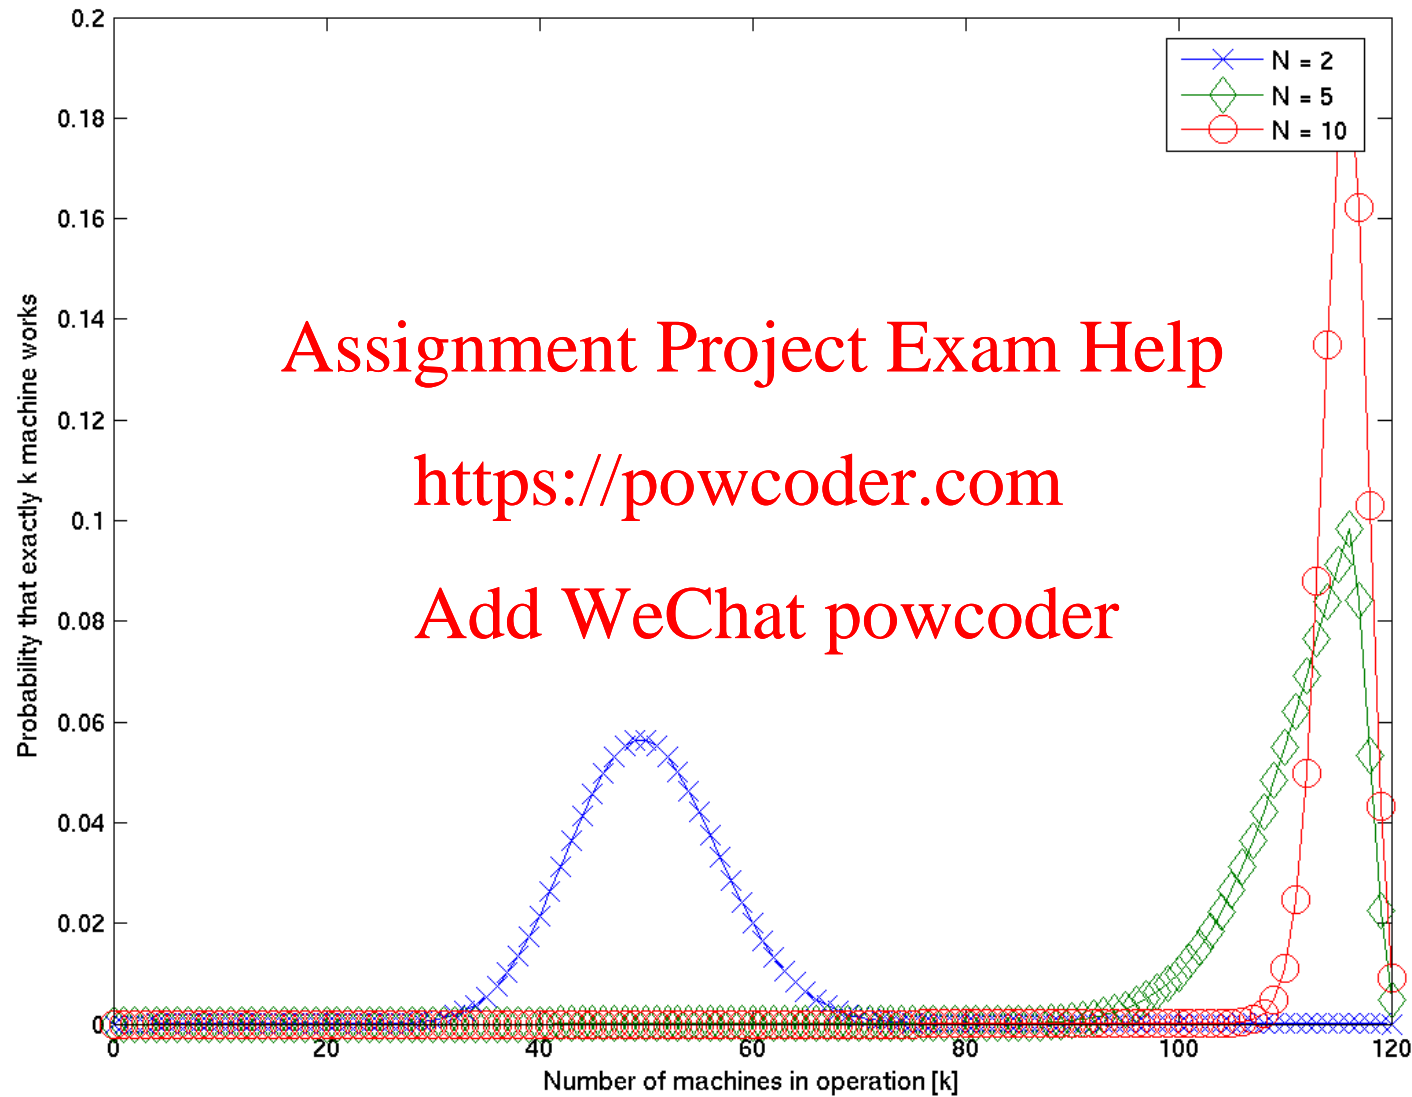 0.2
N = 2
N = 5
N = 10
0.18
0.16
0.14
0.12
0.1
0.08
0.06
0.04
0.02
0
Probability that exactly k machine works
Assignment Project Exam Help
https://powcoder.com
Add WeChat powcoder
0 20 40 60 80 100 120
Number of machines in operation [k]